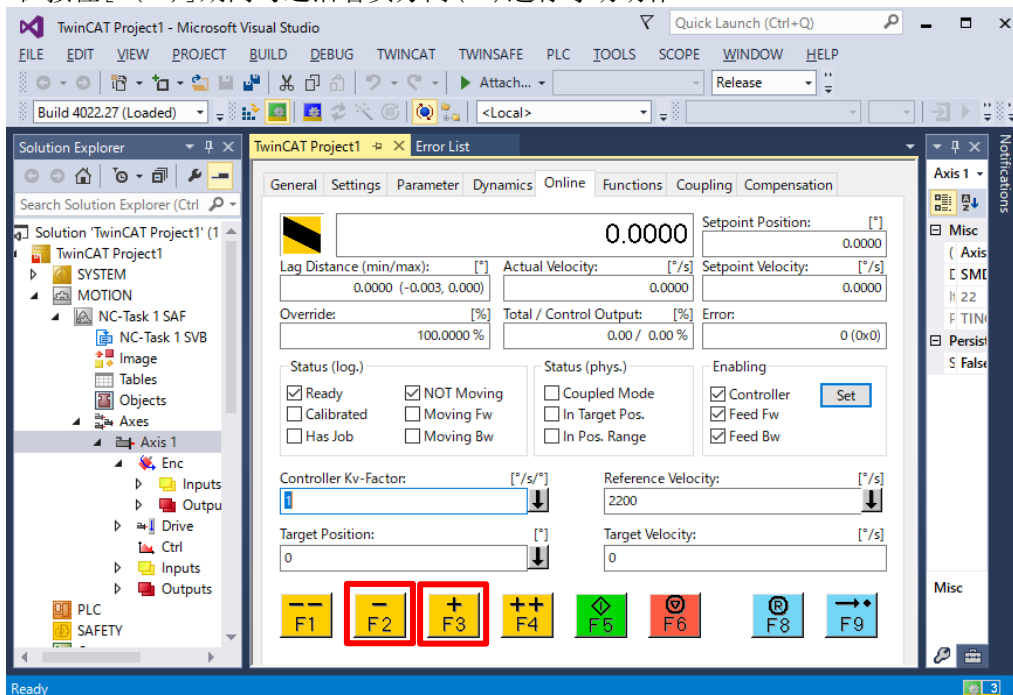 TwinCAT Project1 - Microsoft Visual Studio
Quick Launch (Ctrl+Q)
FILE EDIT VIEW PROJECT BUILD DEBUG TWINCAT TWINSAFE PLC TOOLS SCOPE WINDOW HELP
Attach... Release
Build 4022.27 (Loaded) <Local>
Solution Explorer
Search Solution Explorer (Ctrl
Solution 'TwinCAT Project1' (1
TwinCAT Project1
SYSTEM
MOTION
NC-Task 1 SAF
NC-Task 1 SVB
Image
Tables
Objects
Axes
Axis 1
Enc
Inputs
Outpu
Drive
Ctrl
Inputs
Outputs
PLC
SAFETY
TwinCAT Project1 Error List
General Settings Parameter Dynamics Online Functions Coupling Compensation
0.0000
Setpoint Position: [°]
0.0000
Lag Distance (min/max): [°] Actual Velocity: [°/s] Setpoint Velocity: [°/s]
0.0000 (-0.003, 0.000) 0.0000 0.0000
Override: [%] Total / Control Output: [%] Error:
100.0000 % 0.00 / 0.00 % 0 (0x0)
Status (log.) Status (phys.) Enabling
Ready NOT Moving Coupled Mode Controller Set
Calibrated Moving Fw In Target Pos. Feed Fw
Has Job Moving Bw In Pos. Range Feed Bw
Controller Kv-Factor: [°/s/°] Reference Velocity: [°/s]
1 2200
Target Position: [°] Target Velocity: [°/s]
0 0
-- - + ++
F1 F2 F3 F4 F5 F6 F8 F9
R
Axis 1
Misc
( Axis
SMD
22
TINC
Persist
S False
Misc
Notifications
Ready
3